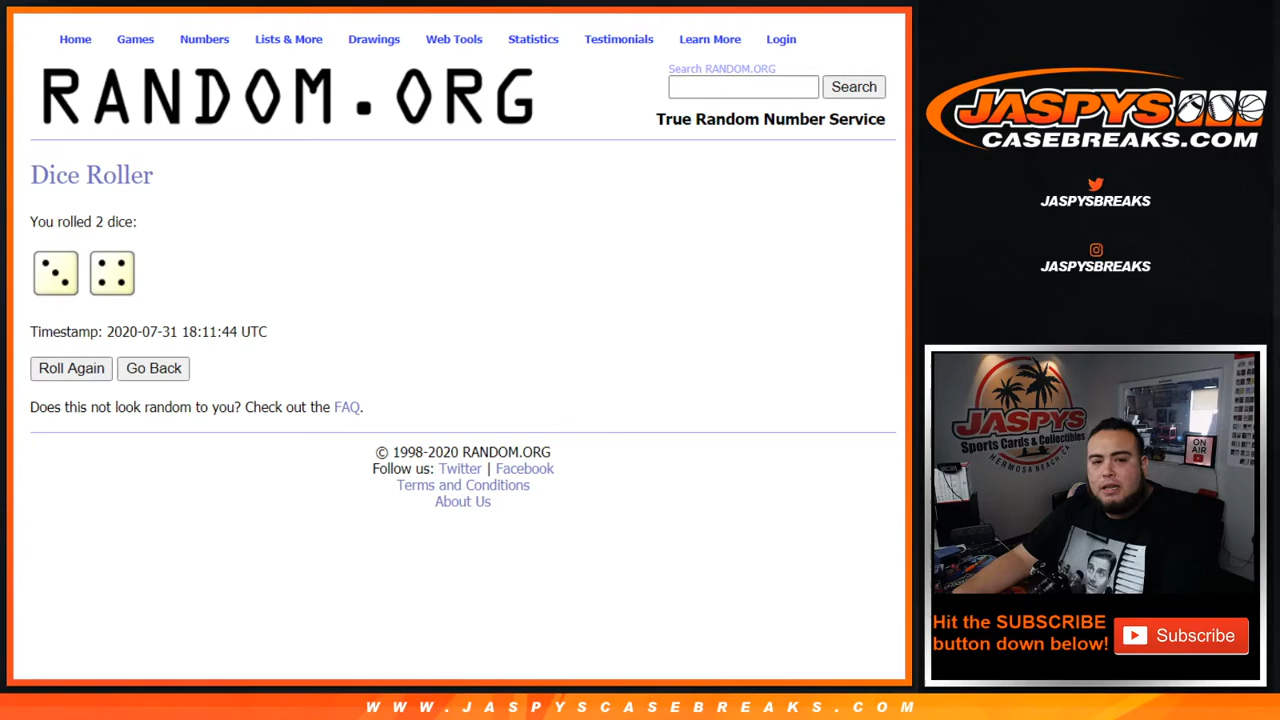 Home Games Numbers Lists & More Drawings Web Tools Statistics Testimonials Learn More Login
RANDOM.ORG
Search RANDOM.ORG
Search
True Random Number Service
Dice Roller
You rolled 2 dice:
Timestamp: 2020-07-31 18:11:44 UTC
Roll Again Go Back
Does this not look random to you? Check out the FAQ.
© 1998-2020 RANDOM.ORG
Follow us: Twitter | Facebook
Terms and Conditions
About Us
JASPYS
CASEBREAKS.COM
JASPYSBREAKS
JASPYSBREAKS
JASPYS
Sports Cards & Collectibles
HERMOSA BEACH, CA
ON
AIR
Hit the SUBSCRIBE
button down below!
Subscribe
WWW.JASPYSCASEBREAKS.COM